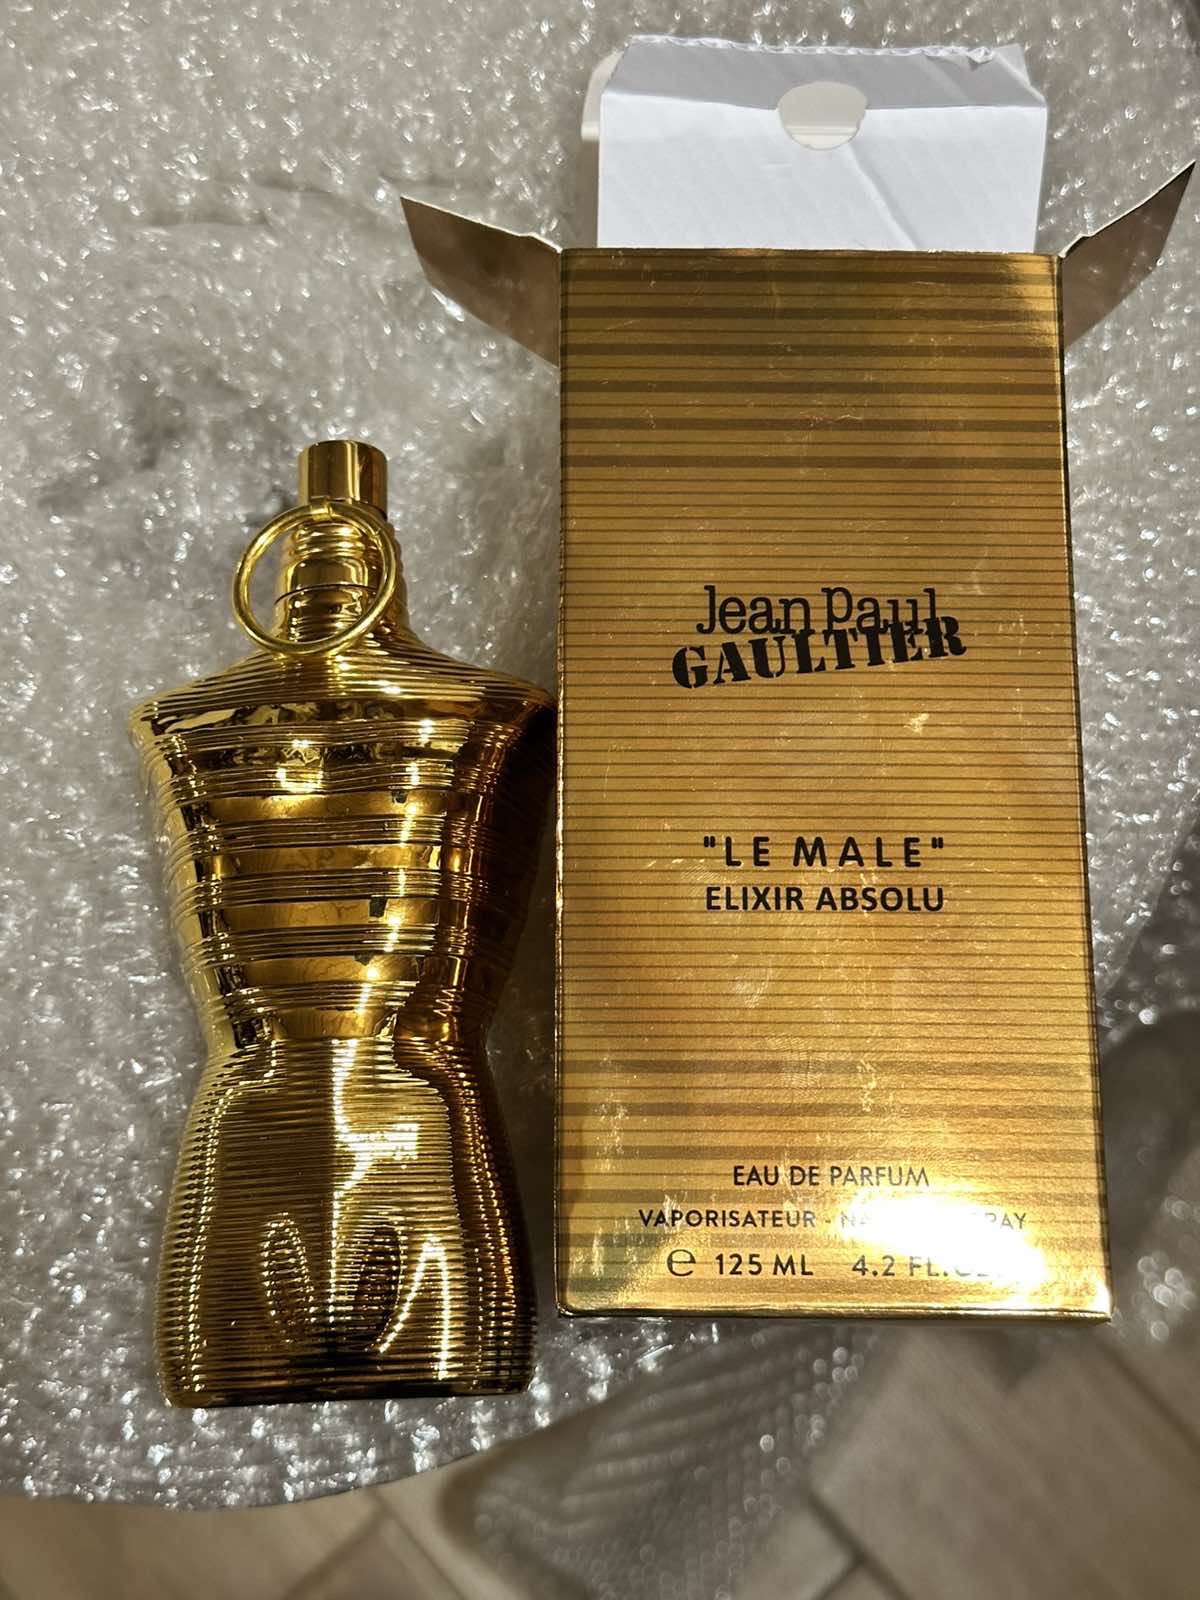 Jean Paul
GAULTIER
"LE MALE"
ELIXIR ABSOLU
EAU DE PARFUM
VAPORISATEUR -
e 125 ML 4.2 FL.